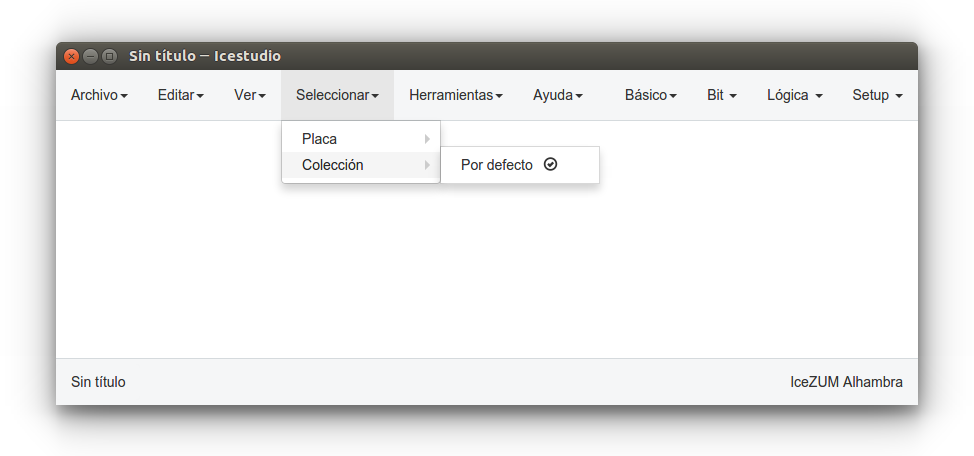 Sin título – Icestudio
Archivo Editar Ver Seleccionar Herramientas Ayuda Básico Bit Lógica Setup
Placa
Colección Por defecto
Sin título IceZUM Alhambra